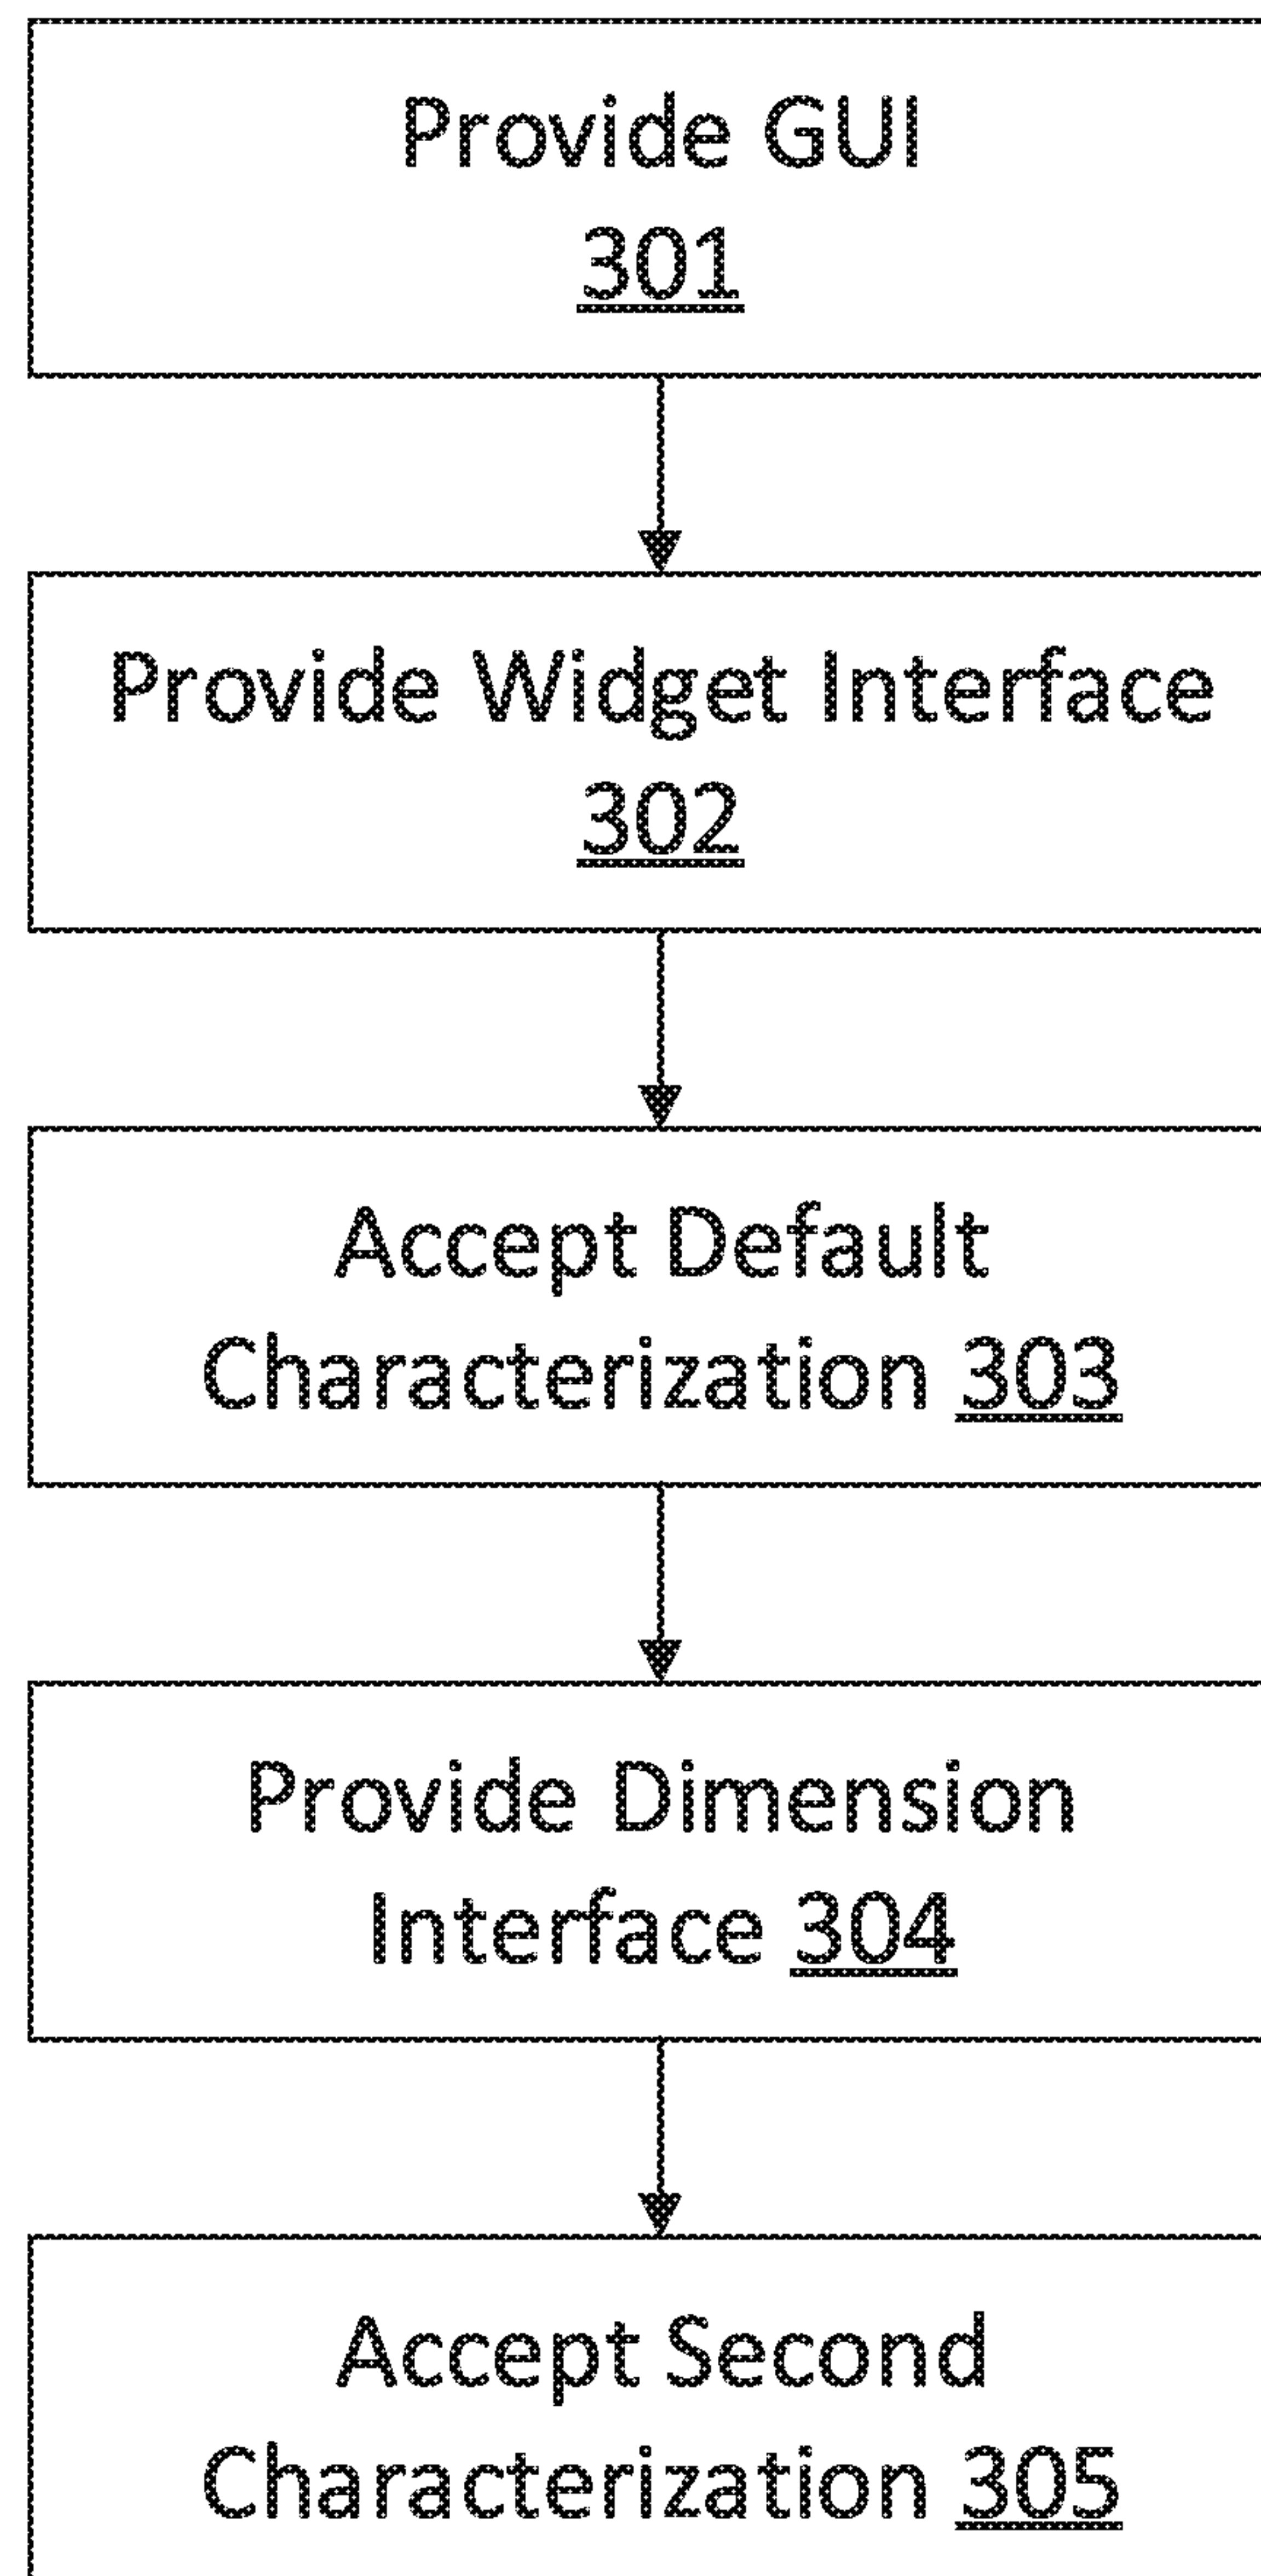 Provide GUI
301
Provide Widget Interface
302
Accept Default
Characterization 303
Provide Dimension
Interface 304
Accept Second
Characterization 305